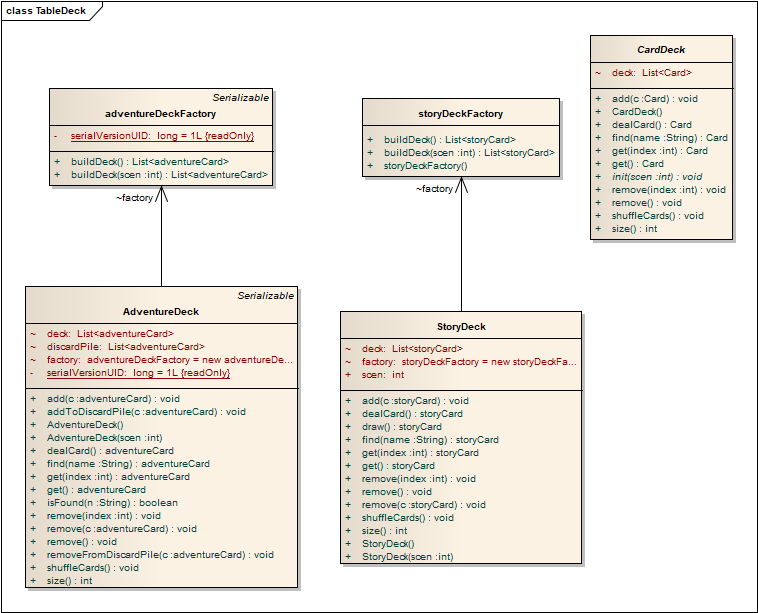 class TableDeck
Serializable
adventureDeckFactory
- serialVersionUID: long = 1L {readOnly}
+ buildDeck() : List<adventureCard>
+ buildDeck(scen :int) : List<adventureCard>
~factory
storyDeckFactory
+ buildDeck() : List<storyCard>
+ buildDeck(scen :int) : List<storyCard>
+ storyDeckFactory()
~factory
CardDeck
~ deck: List<Card>
+ add(c :Card) : void
+ CardDeck()
+ dealCard() : Card
+ find(name :String) : Card
+ get(index :int) : Card
+ get() : Card
+ init(scen :int) : void
+ remove(index :int) : void
+ remove() : void
+ shuffleCards() : void
+ size() : int
Serializable
AdventureDeck
~ deck: List<adventureCard>
~ discardPile: List<adventureCard>
~ factory: adventureDeckFactory = new adventureDe...
- serialVersionUID: long = 1L {readOnly}
+ add(c :adventureCard) : void
+ addToDiscardPile(c :adventureCard) : void
+ AdventureDeck()
+ AdventureDeck(scen :int)
+ dealCard() : adventureCard
+ find(name :String) : adventureCard
+ get(index :int) : adventureCard
+ get() : adventureCard
+ isFound(n :String) : boolean
+ remove(index :int) : void
+ remove(c :adventureCard) : void
+ remove() : void
+ removeFromDiscardPile(c :adventureCard) : void
+ shuffleCards() : void
+ size() : int
StoryDeck
~ deck: List<storyCard>
~ factory: storyDeckFactory = new storyDeckFa...
+ scen: int
+ add(c :storyCard) : void
+ dealCard() : storyCard
+ draw() : storyCard
+ find(name :String) : storyCard
+ get(index :int) : storyCard
+ get() : storyCard
+ remove(index :int) : void
+ remove() : void
+ remove(c :storyCard) : void
+ shuffleCards() : void
+ size() : int
+ StoryDeck()
+ StoryDeck(scen :int)